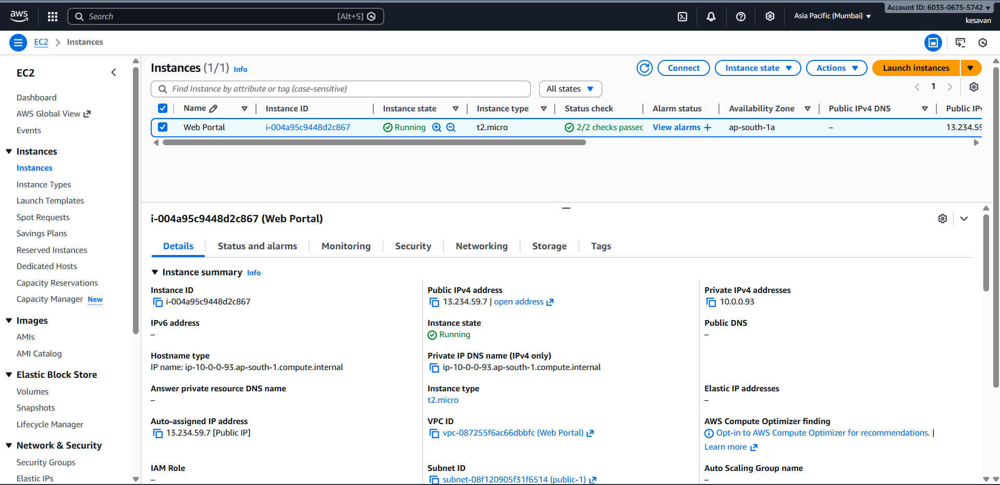 aws
Search [Alt+S]
Asia Pacific (Mumbai)
Account ID: 6035-0675-5742
kesavan
EC2 Instances
EC2
Dashboard
AWS Global View
Events
Instances
Instances
Instance Types
Launch Templates
Spot Requests
Savings Plans
Reserved Instances
Dedicated Hosts
Capacity Reservations
Capacity Manager New
Images
AMIs
AMI Catalog
Elastic Block Store
Volumes
Snapshots
Lifecycle Manager
Network & Security
Security Groups
Elastic IPs
Instances (1/1) Info
Connect
Instance state
Actions
Launch instances
Find Instance by attribute or tag (case-sensitive)
All states
1
Name Instance ID Instance state Instance type Status check Alarm status Availability Zone Public IPv4 DNS Public IPv
Web Portal i-004a95c9448d2c867 Running t2.micro 2/2 checks passec View alarms + ap-south-1a – 13.234.59
i-004a95c9448d2c867 (Web Portal)
Details Status and alarms Monitoring Security Networking Storage Tags
Instance summary Info
Instance ID
i-004a95c9448d2c867
Public IPv4 address
13.234.59.7 | open address
Private IPv4 addresses
10.0.0.93
IPv6 address
–
Instance state
Running
Public DNS
–
Hostname type
IP name: ip-10-0-0-93.ap-south-1.compute.internal
Private IP DNS name (IPv4 only)
ip-10-0-0-93.ap-south-1.compute.internal
Answer private resource DNS name
–
Instance type
t2.micro
Elastic IP addresses
–
Auto-assigned IP address
13.234.59.7 [Public IP]
VPC ID
vpc-087255f6ac66dbbfc (Web Portal)
AWS Compute Optimizer finding
Opt-in to AWS Compute Optimizer for recommendations. |
Learn more
IAM Role
–
Subnet ID
subnet-08f120905f31f6514 (public-1)
Auto Scaling Group name
–